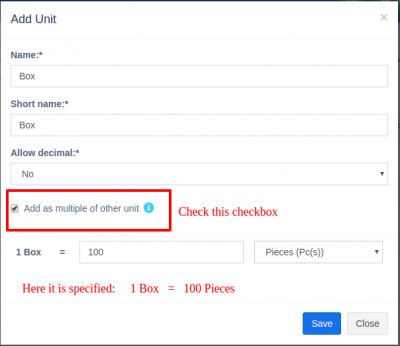 Add Unit
×
Name:*
Box
Short name:*
Box
Allow decimal:*
No
Add as multiple of other unit i
Check this checkbox
1 Box = 100 Pieces (Pc(s))
Here it is specified: 1 Box = 100 Pieces
Save Close